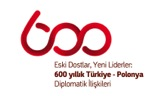 600
Eski Dostlar, Yeni Liderler:
600 yıllık Türkiye - Polonya
Diplomatik İlişkileri